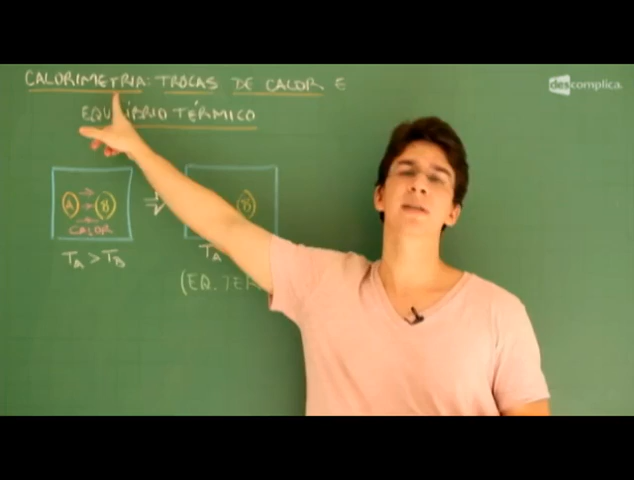 CALORIMETRIA: TROCAS DE CALOR E
EQUILÍBRIO TÉRMICO
descomplica.
A B
B
CALOR
TA > TB
TA
(EQ. TÉR